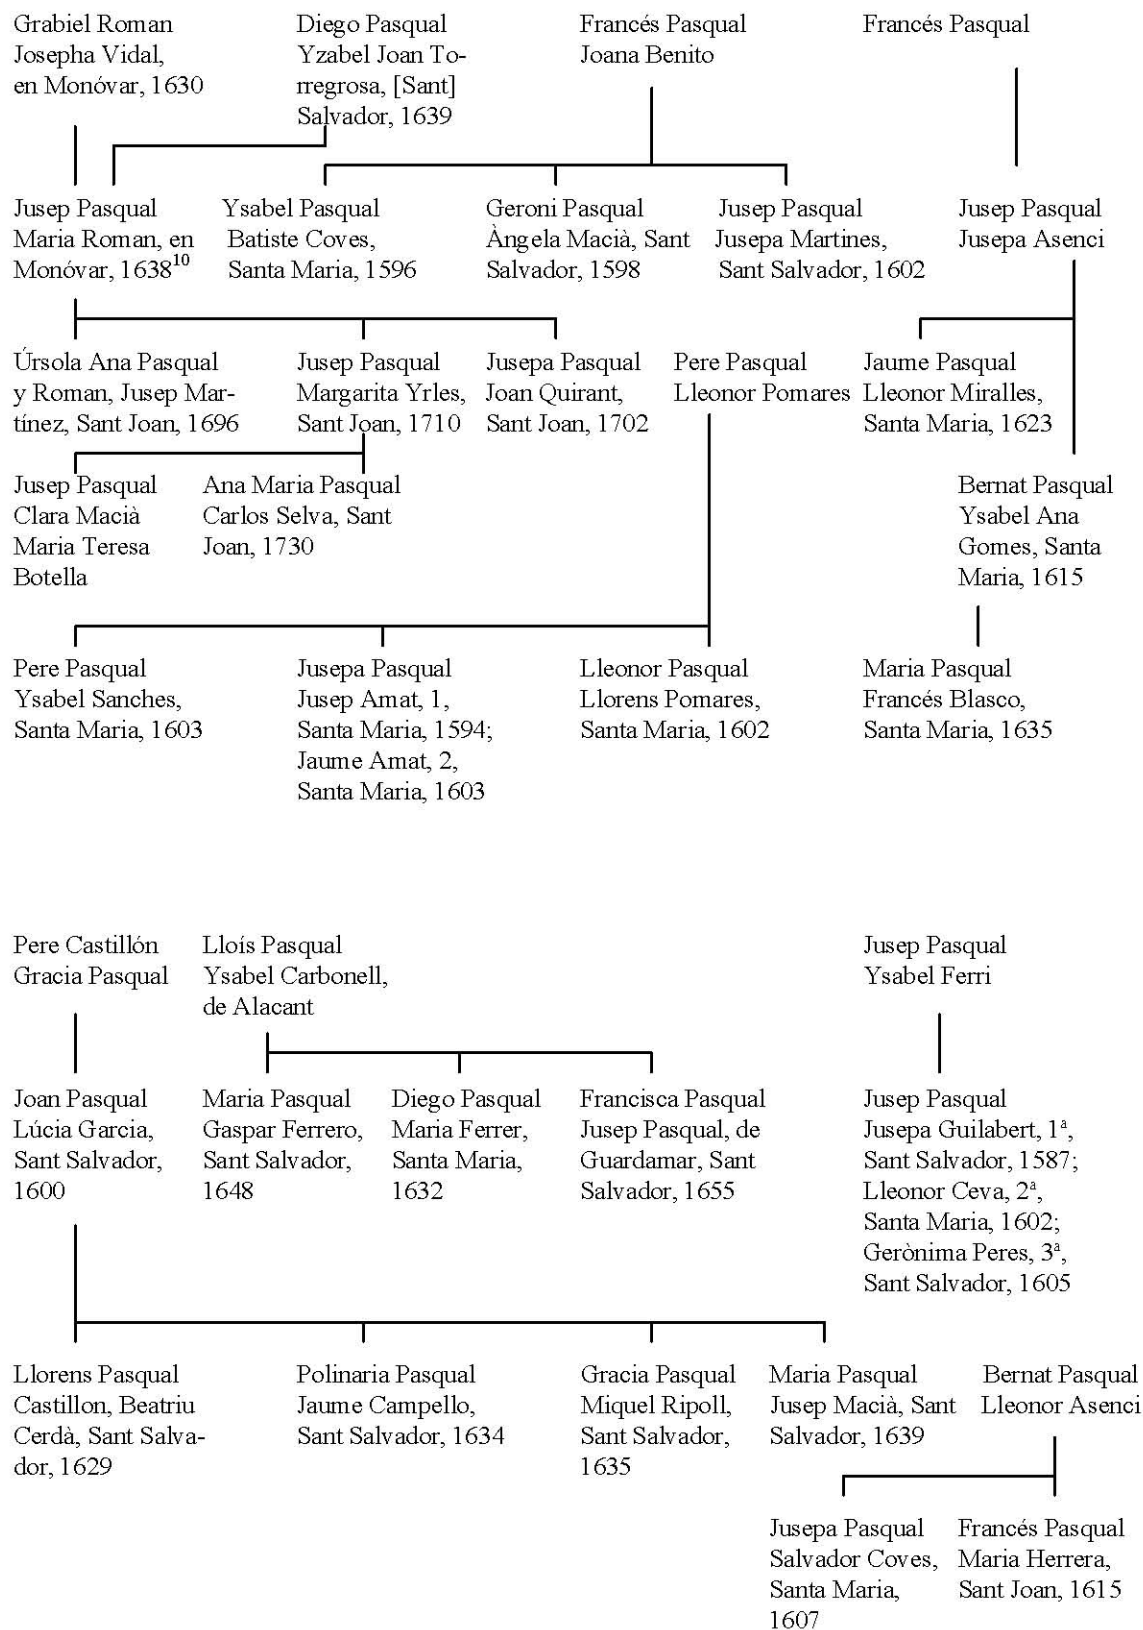 Grabiel Roman
Josepha Vidal,
en Monóvar, 1630
Diego Pasqual
Yzabel Joan To-
rregrosa, [Sant]
Salvador, 1639
Francés Pasqual
Joana Benito
Francés Pasqual
Jusep Pasqual
Maria Roman, en
Monóvar, 1638¹⁰
Ysabel Pasqual
Batiste Coves,
Santa Maria, 1596
Geroni Pasqual
Àngela Macià, Sant
Salvador, 1598
Jusep Pasqual
Jusepa Martines,
Sant Salvador, 1602
Jusep Pasqual
Jusepa Asenci
Úrsola Ana Pasqual
y Roman, Jusep Mar-
tínez, Sant Joan, 1696
Jusep Pasqual
Margarita Yrles,
Sant Joan, 1710
Jusepa Pasqual
Joan Quirant,
Sant Joan, 1702
Pere Pasqual
Lleonor Pomares
Jaume Pasqual
Lleonor Miralles,
Santa Maria, 1623
Jusep Pasqual
Clara Macià
Maria Teresa
Botella
Ana Maria Pasqual
Carlos Selva, Sant
Joan, 1730
Bernat Pasqual
Ysabel Ana
Gomes, Santa
Maria, 1615
Pere Pasqual
Ysabel Sanches,
Santa Maria, 1603
Jusepa Pasqual
Jusep Amat, 1,
Santa Maria, 1594;
Jaume Amat, 2,
Santa Maria, 1603
Lleonor Pasqual
Llorens Pomares,
Santa Maria, 1602
Maria Pasqual
Francés Blasco,
Santa Maria, 1635
Pere Castillón
Gracia Pasqual
Lloís Pasqual
Ysabel Carbonell,
de Alacant
Jusep Pasqual
Ysabel Ferri
Joan Pasqual
Lúcia Garcia,
Sant Salvador,
1600
Maria Pasqual
Gaspar Ferrero,
Sant Salvador,
1648
Diego Pasqual
Maria Ferrer,
Santa Maria,
1632
Francisca Pasqual
Jusep Pasqual, de
Guardamar, Sant
Salvador, 1655
Jusep Pasqual
Jusepa Guilabert, 1ª,
Sant Salvador, 1587;
Lleonor Ceva, 2ª,
Santa Maria, 1602;
Gerònima Peres, 3ª,
Sant Salvador, 1605
Llorens Pasqual
Castillon, Beatriu
Cerdà, Sant Salva-
dor, 1629
Polinaria Pasqual
Jaume Campello,
Sant Salvador, 1634
Gracia Pasqual
Miquel Ripoll,
Sant Salvador,
1635
Maria Pasqual
Jusep Macià, Sant
Salvador, 1639
Bernat Pasqual
Lleonor Asenci
Jusepa Pasqual
Salvador Coves,
Santa Maria,
1607
Francés Pasqual
Maria Herrera,
Sant Joan, 1615